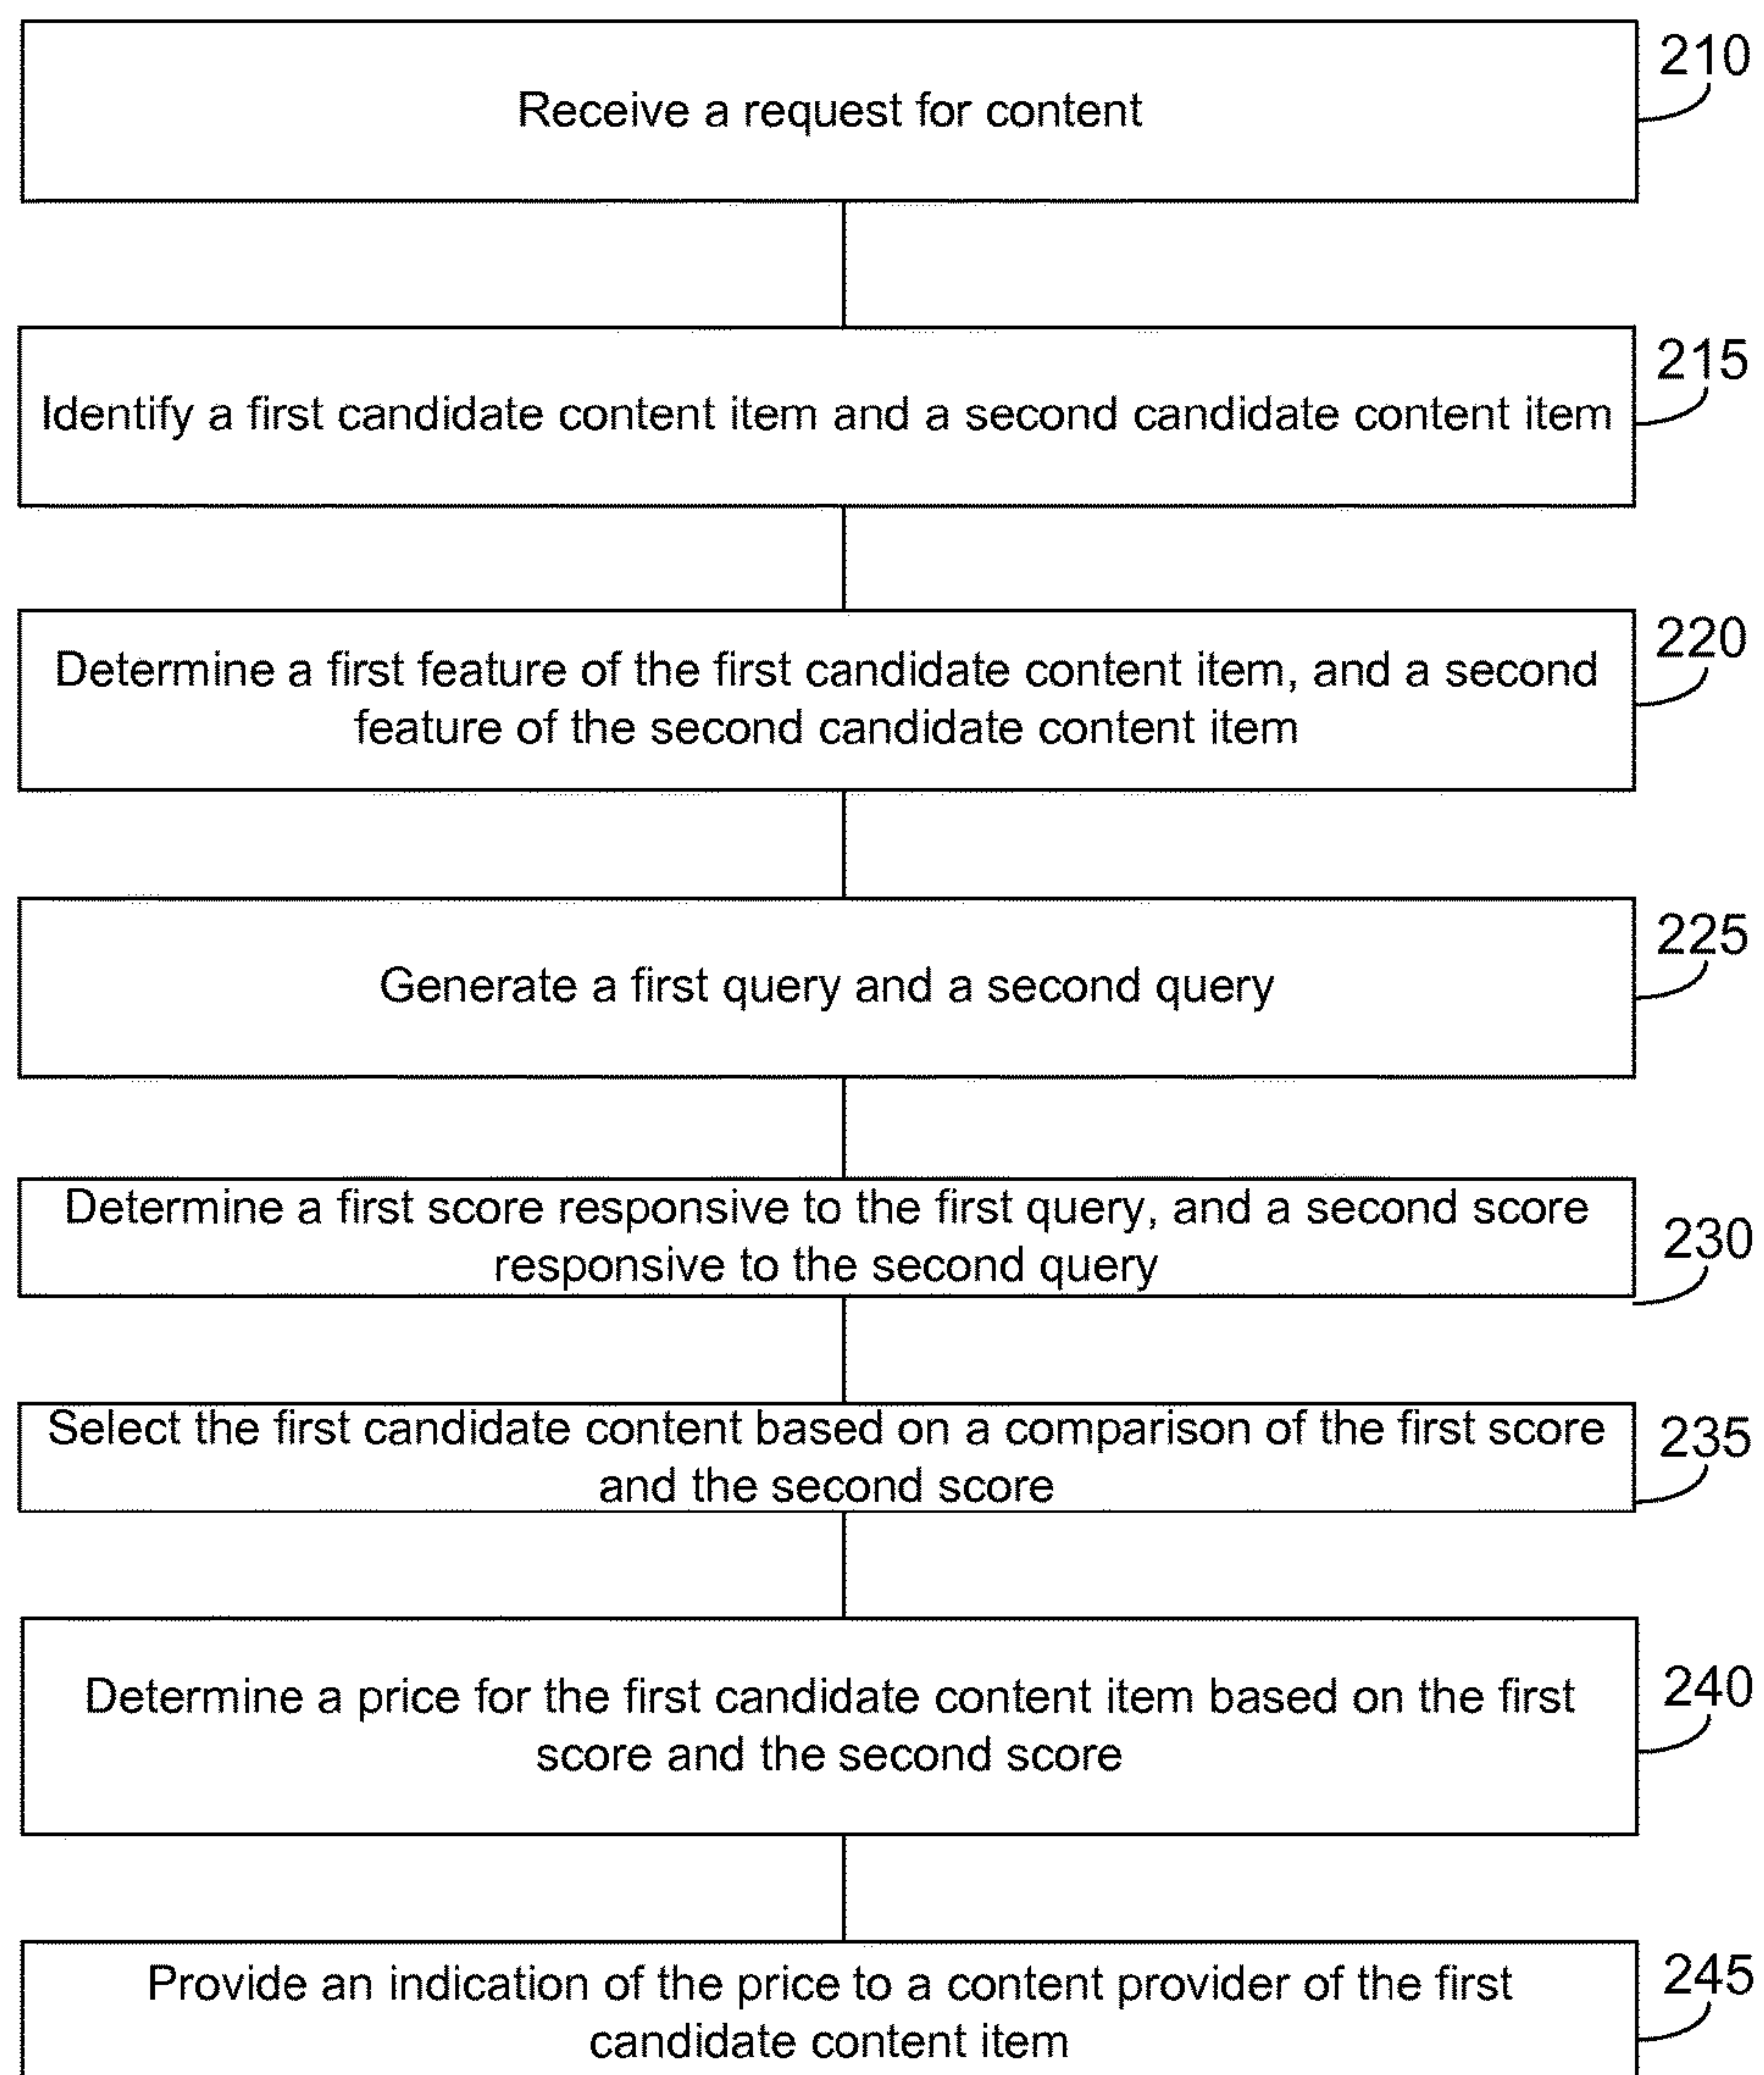 210
Receive a request for content
215
Identify a first candidate content item and a second candidate content item
220
Determine a first feature of the first candidate content item, and a second
feature of the second candidate content item
225
Generate a first query and a second query
230
Determine a first score responsive to the first query, and a second score
responsive to the second query
235
Select the first candidate content based on a comparison of the first score
and the second score
240
Determine a price for the first candidate content item based on the first
score and the second score
245
Provide an indication of the price to a content provider of the first
candidate content item